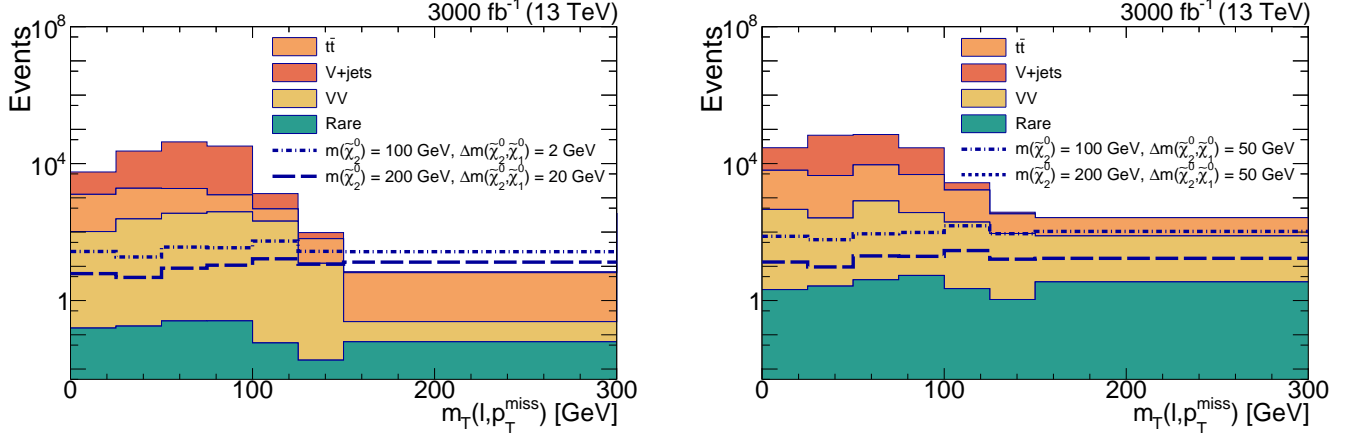 3000 fb⁻¹ (13 TeV)
Events
10⁸
10⁴
1
tt̄
V+jets
VV
Rare
m(χ̃⁰₂) = 100 GeV, Δm(χ̃⁰₂,χ̃⁰₁) = 2 GeV
m(χ̃⁰₂) = 200 GeV, Δm(χ̃⁰₂,χ̃⁰₁) = 20 GeV
0 100 200 300
m_T(l,p_T^miss) [GeV]
3000 fb⁻¹ (13 TeV)
Events
10⁸
10⁴
1
tt̄
V+jets
VV
Rare
m(χ̃⁰₂) = 100 GeV, Δm(χ̃⁰₂,χ̃⁰₁) = 50 GeV
m(χ̃⁰₂) = 200 GeV, Δm(χ̃⁰₂,χ̃⁰₁) = 50 GeV
0 100 200 300
m_T(l,p_T^miss) [GeV]